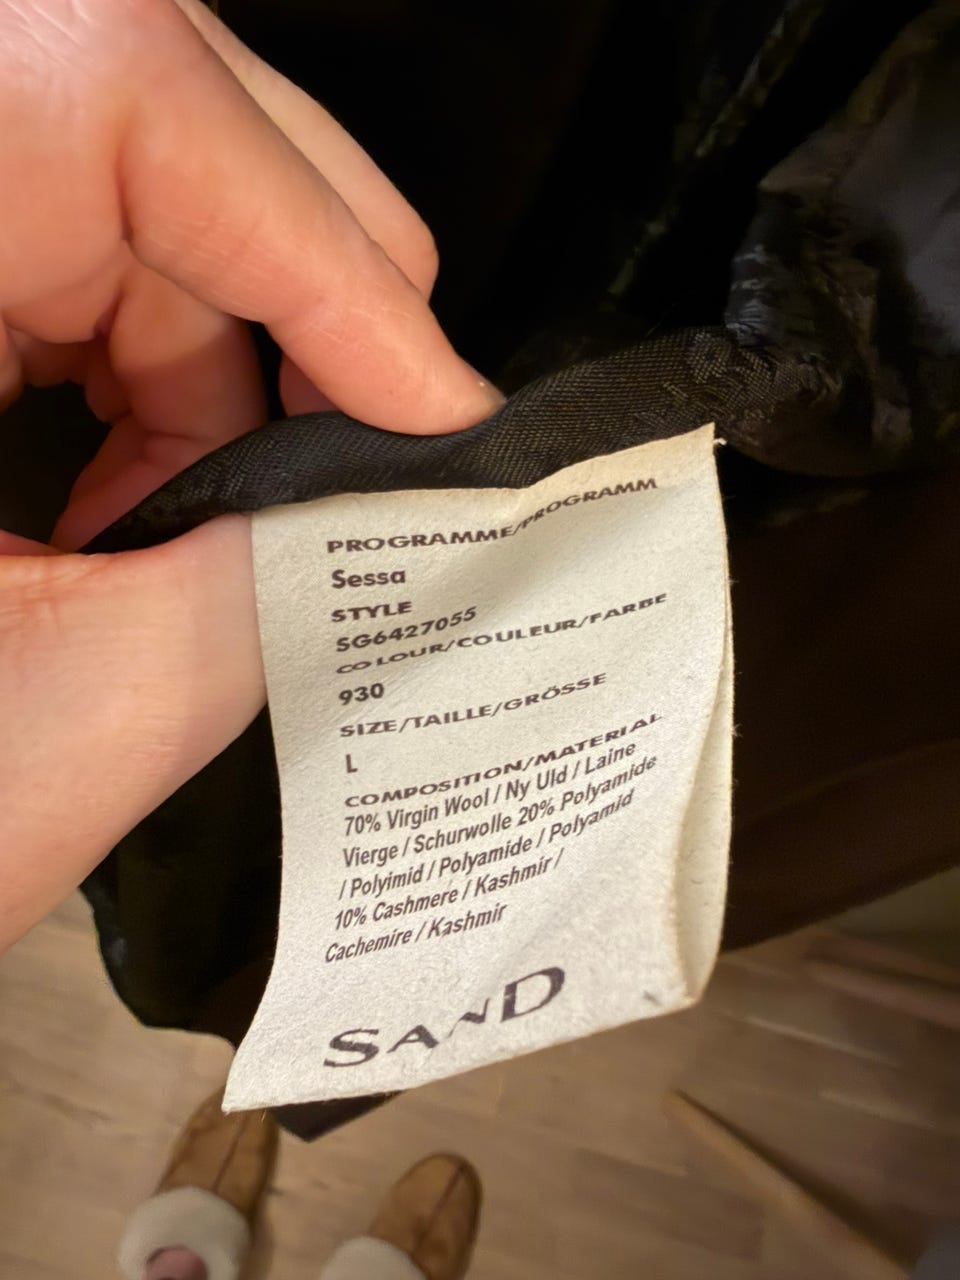 PROGRAMME/PROGRAMM
Sessa
STYLE
SG6427055
COLOUR/COULEUR/FARBE
930
SIZE/TAILLE/GRÖSSE
L
COMPOSITION/MATERIAL
70% Virgin Wool / Ny Uld / Laine
Vierge / Schurwolle 20% Polyamide
/ Polyimid / Polyamide / Polyamid
10% Cashmere / Kashmir /
Cachemire / Kashmir
SAND